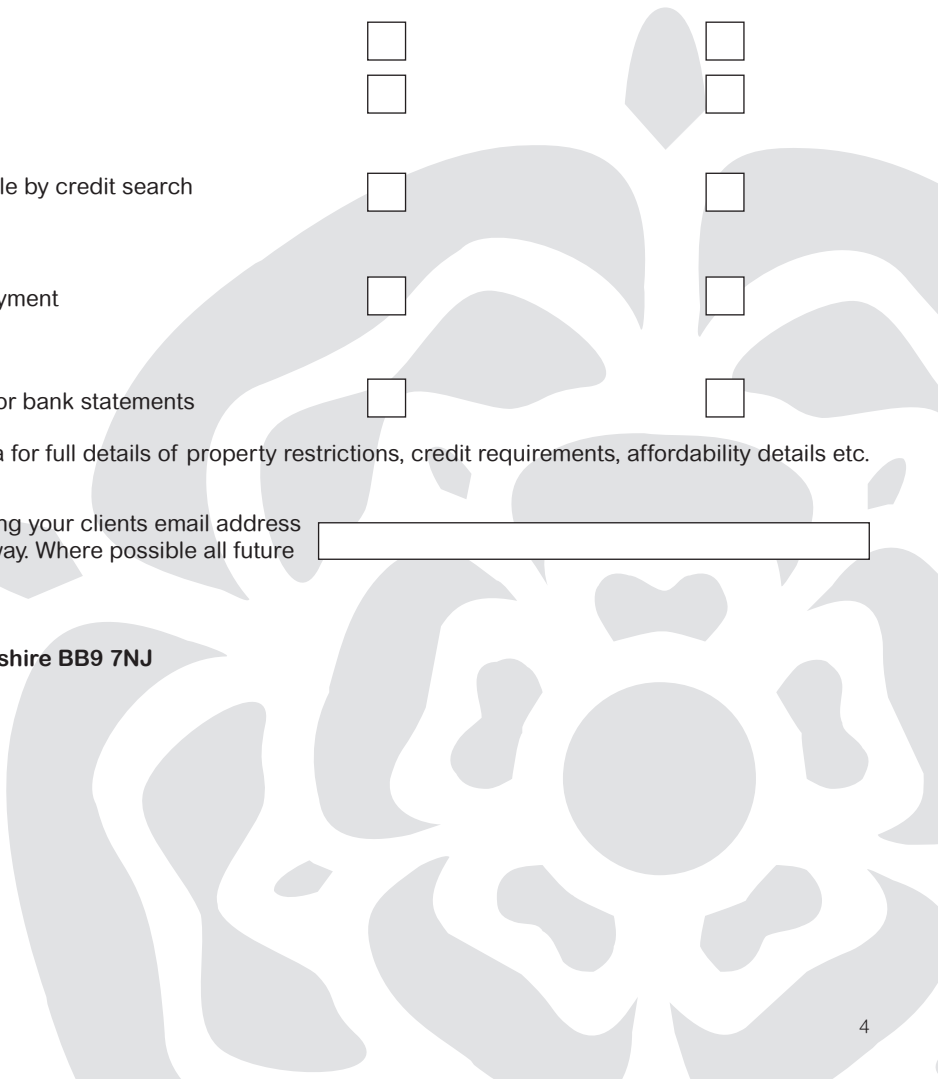 le by credit search
yment
or bank statements
a for full details of property restrictions, credit requirements, affordability details etc.
ng your clients email address
way. Where possible all future
shire BB9 7NJ
4